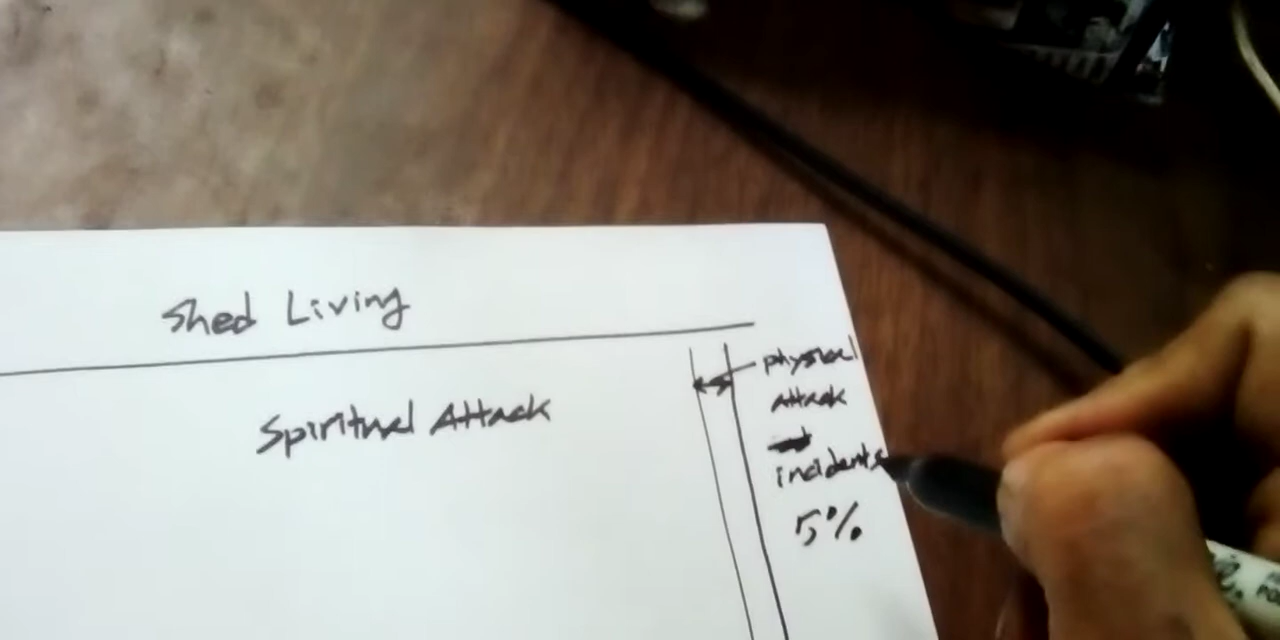 Shed Living
Spiritual Attack
physical
Attack
incidents
5%